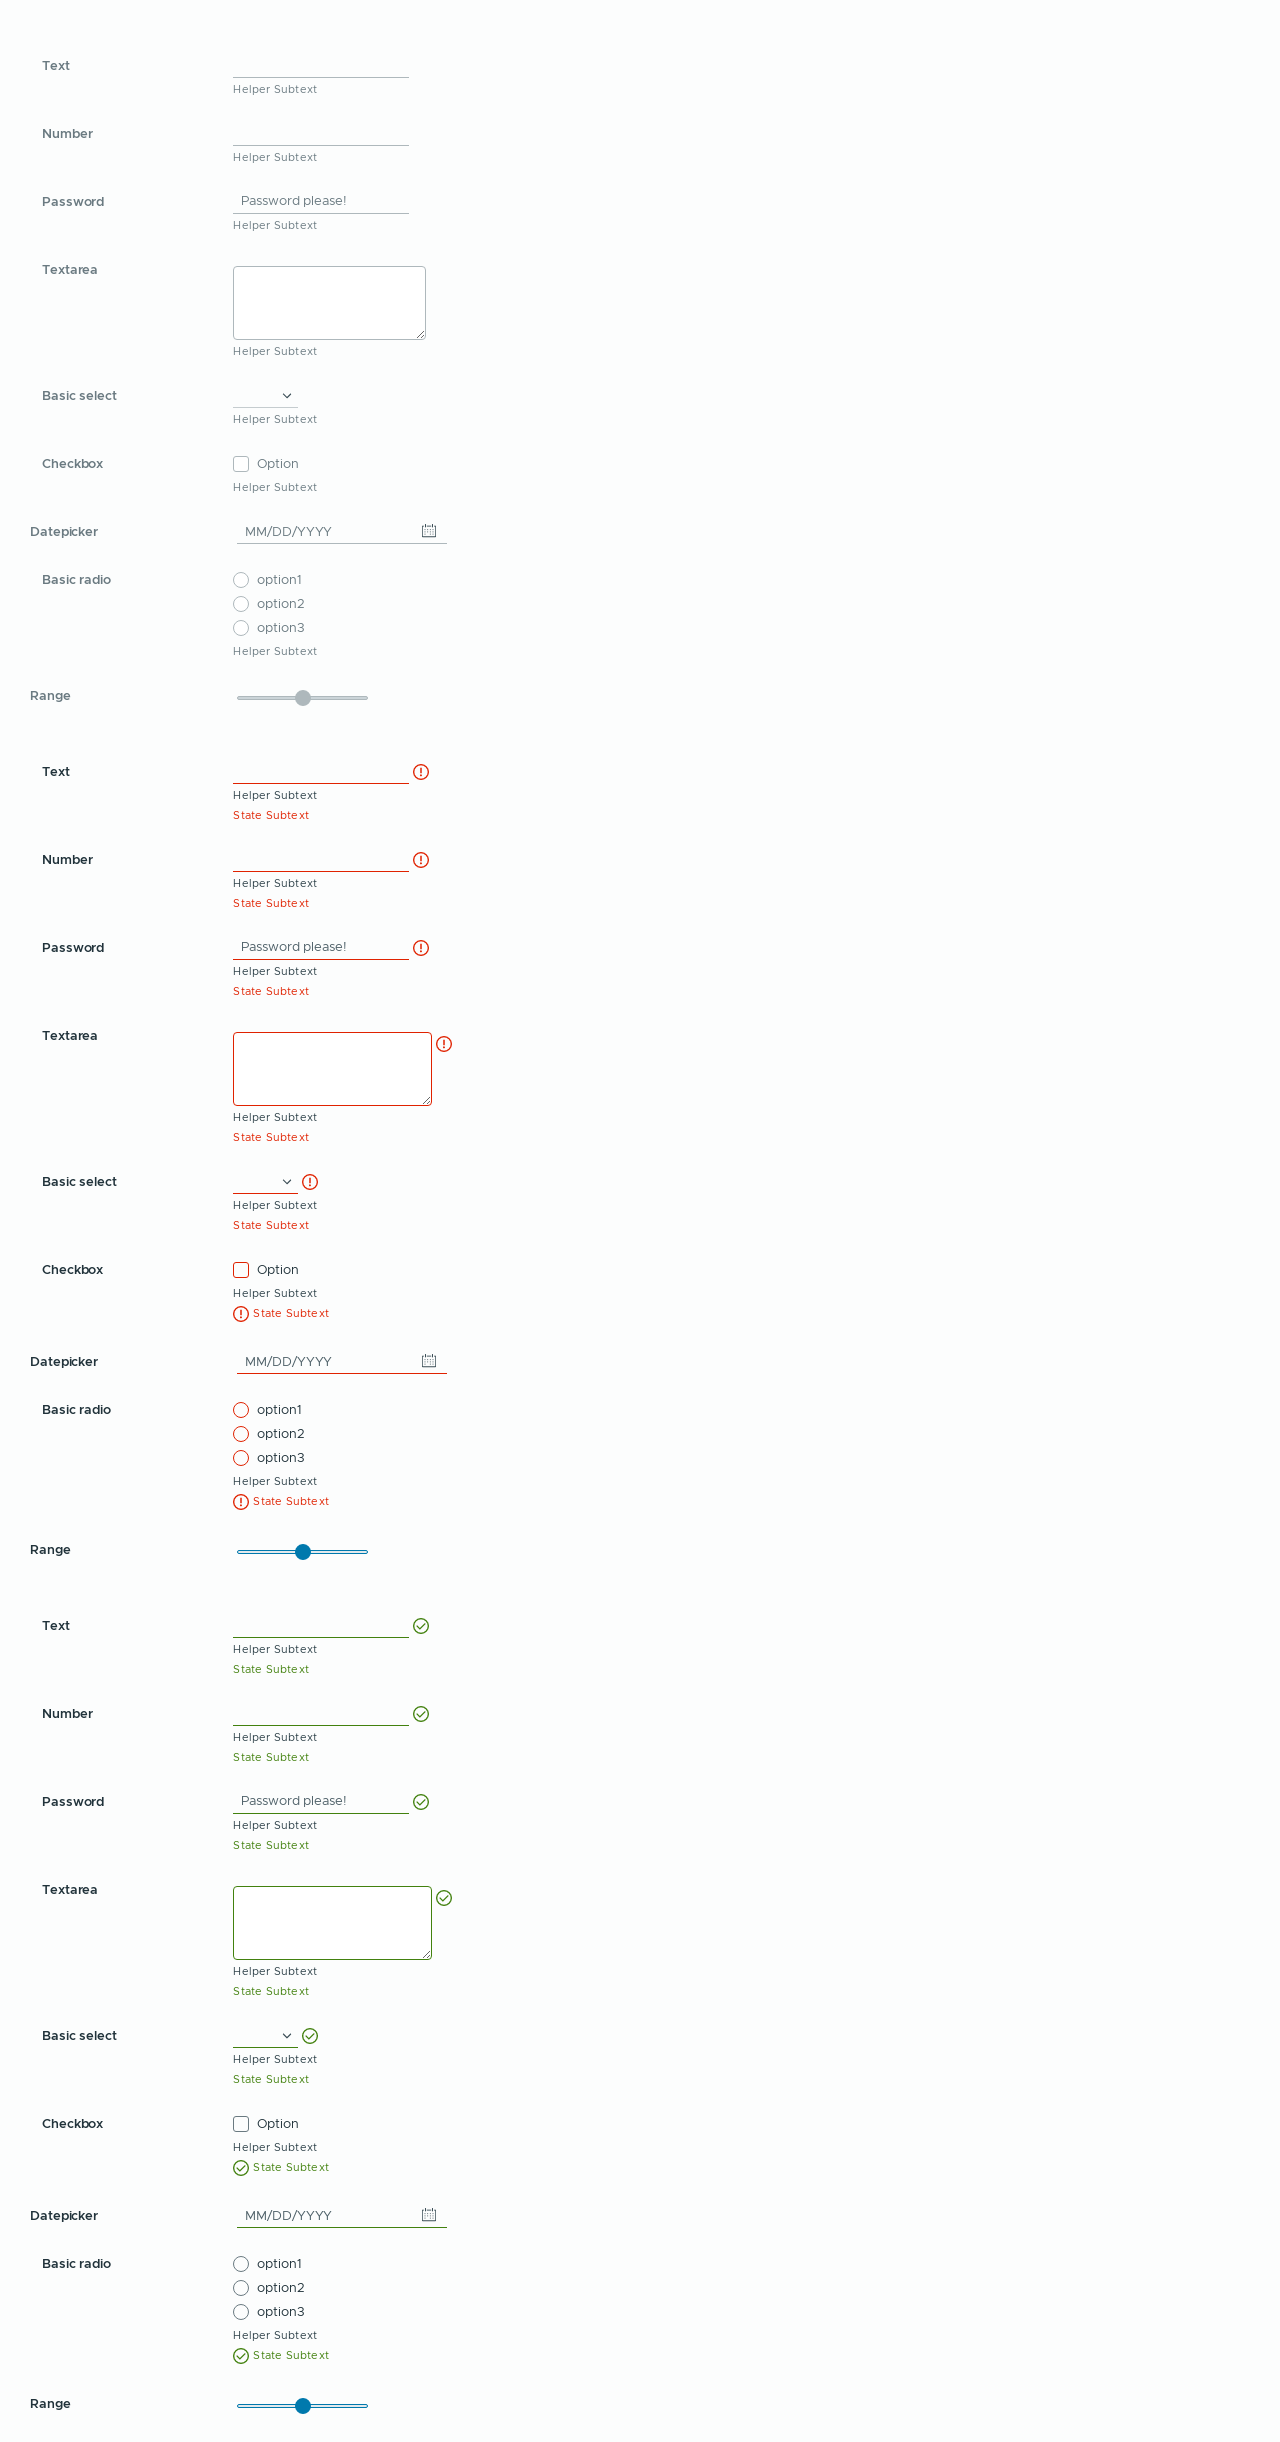 Text
Helper Subtext
Number
Helper Subtext
Password Password please!
Helper Subtext
Textarea
Helper Subtext
Basic select
Helper Subtext
Checkbox Option
Helper Subtext
Datepicker MM/DD/YYYY
Basic radio option1
option2
option3
Helper Subtext
Range
Text
Helper Subtext
State Subtext
Number
Helper Subtext
State Subtext
Password Password please!
Helper Subtext
State Subtext
Textarea
Helper Subtext
State Subtext
Basic select
Helper Subtext
State Subtext
Checkbox Option
Helper Subtext
State Subtext
Datepicker MM/DD/YYYY
Basic radio option1
option2
option3
Helper Subtext
State Subtext
Range
Text
Helper Subtext
State Subtext
Number
Helper Subtext
State Subtext
Password Password please!
Helper Subtext
State Subtext
Textarea
Helper Subtext
State Subtext
Basic select
Helper Subtext
State Subtext
Checkbox Option
Helper Subtext
State Subtext
Datepicker MM/DD/YYYY
Basic radio option1
option2
option3
Helper Subtext
State Subtext
Range